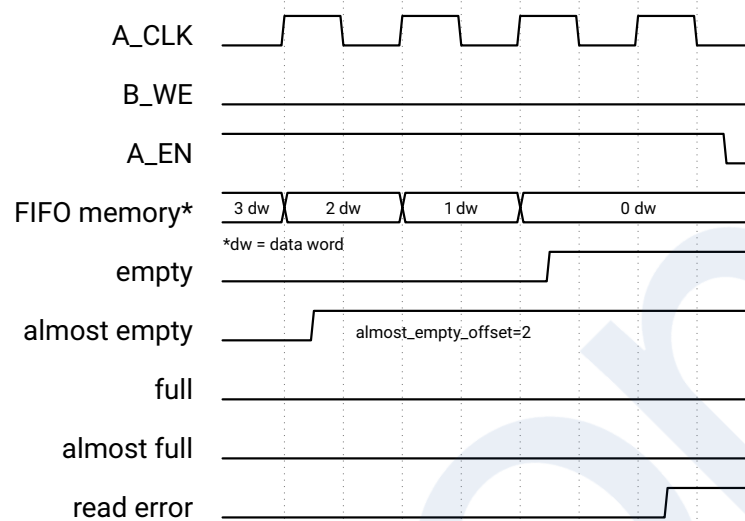 A_CLK
B_WE
A_EN
FIFO memory* 3 dw 2 dw 1 dw 0 dw
*dw = data word
empty
almost empty almost_empty_offset=2
full
almost full
read error